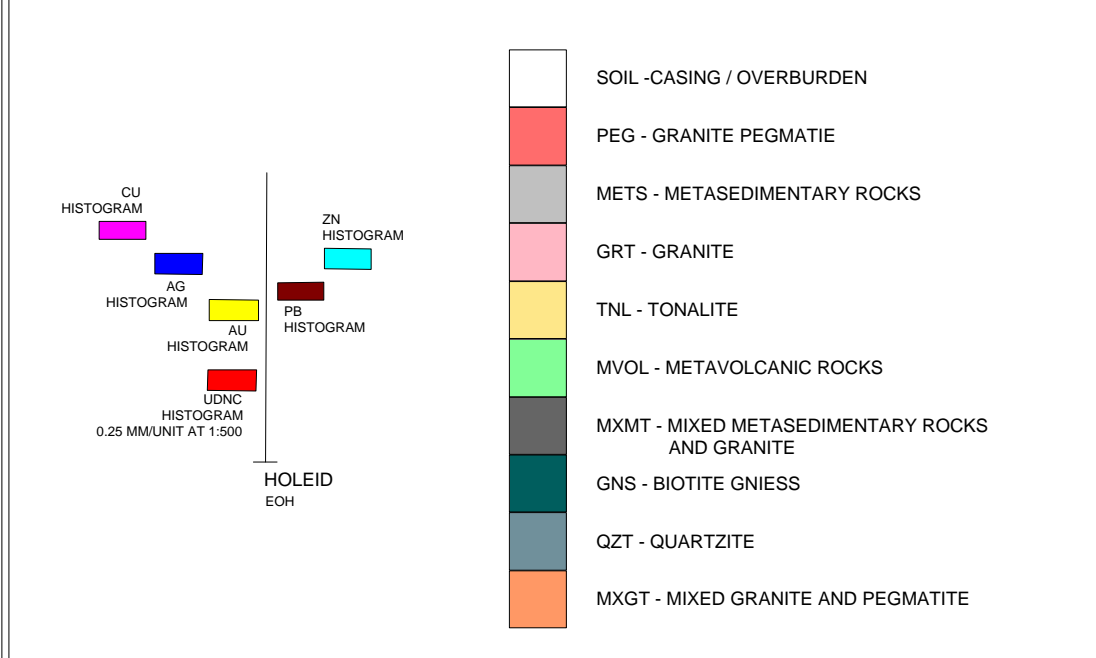 CU
HISTOGRAM
AG
HISTOGRAM
AU
HISTOGRAM
UDNC
HISTOGRAM
0.25 MM/UNIT AT 1:500
ZN
HISTOGRAM
PB
HISTOGRAM
HOLEID
EOH
SOIL -CASING / OVERBURDEN
PEG - GRANITE PEGMATIE
METS - METASEDIMENTARY ROCKS
GRT - GRANITE
TNL - TONALITE
MVOL - METAVOLCANIC ROCKS
MXMT - MIXED METASEDIMENTARY ROCKS
AND GRANITE
GNS - BIOTITE GNIESS
QZT - QUARTZITE
MXGT - MIXED GRANITE AND PEGMATITE